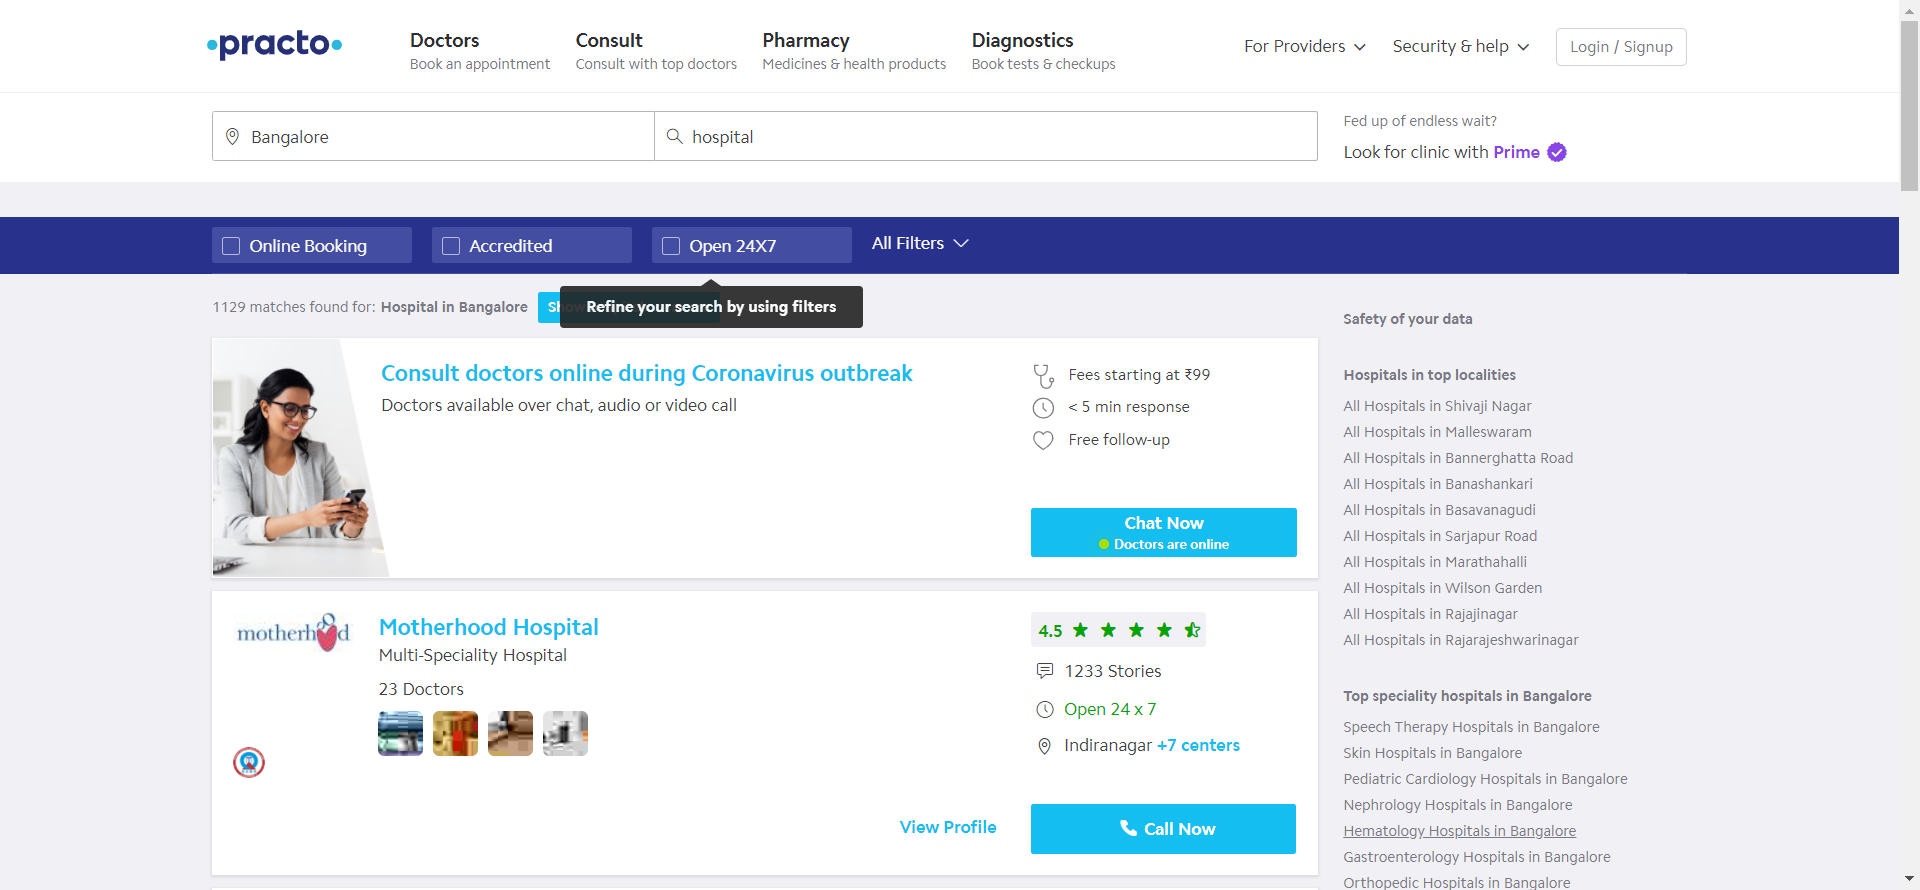 practo
Doctors
Book an appointment
Consult
Consult with top doctors
Pharmacy
Medicines & health products
Diagnostics
Book tests & checkups
For Providers
Security & help
Login / Signup
Bangalore
hospital
Fed up of endless wait?
Look for clinic with Prime
Online Booking
Accredited
Open 24X7
All Filters
1129 matches found for: Hospital in Bangalore
Refine your search by using filters
Consult doctors online during Coronavirus outbreak
Doctors available over chat, audio or video call
Fees starting at ₹99
< 5 min response
Free follow-up
Chat Now
Doctors are online
motherhood
Motherhood Hospital
Multi-Speciality Hospital
23 Doctors
4.5
1233 Stories
Open 24 x 7
Indiranagar +7 centers
View Profile
Call Now
Safety of your data
Hospitals in top localities
All Hospitals in Shivaji Nagar
All Hospitals in Malleswaram
All Hospitals in Bannerghatta Road
All Hospitals in Banashankari
All Hospitals in Basavanagudi
All Hospitals in Sarjapur Road
All Hospitals in Marathahalli
All Hospitals in Wilson Garden
All Hospitals in Rajajinagar
All Hospitals in Rajarajeshwarinagar
Top speciality hospitals in Bangalore
Speech Therapy Hospitals in Bangalore
Skin Hospitals in Bangalore
Pediatric Cardiology Hospitals in Bangalore
Nephrology Hospitals in Bangalore
Hematology Hospitals in Bangalore
Gastroenterology Hospitals in Bangalore
Orthopedic Hospitals in Bangalore